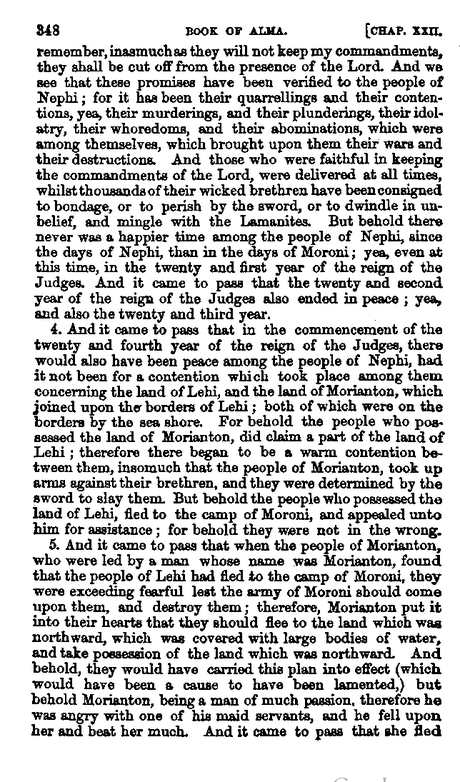 348 BOOK OF ALMA. [CHAP. XXII.
remember, inasmuch as they will not keep my commandments,
they shall be cut off from the presence of the Lord. And we
see that these promises have been verified to the people of
Nephi; for it has been their quarrellings and their conten-
tions, yea, their murderings, and their plunderings, their idol-
atry, their whoredoms, and their abominations, which were
among themselves, which brought upon them their wars and
their destructions. And those who were faithful in keeping
the commandments of the Lord, were delivered at all times,
whilst thousands of their wicked brethren have been consigned
to bondage, or to perish by the sword, or to dwindle in un-
belief, and mingle with the Lamanites. But behold there
never was a happier time among the people of Nephi, since
the days of Nephi, than in the days of Moroni; yea, even at
this time, in the twenty and first year of the reign of the
Judges. And it came to pass that the twenty and second
year of the reign of the Judges also ended in peace; yea,
and also the twenty and third year.
4. And it came to pass that in the commencement of the
twenty and fourth year of the reign of the Judges, there
would also have been peace among the people of Nephi, had
it not been for a contention which took place among them
concerning the land of Lehi, and the land of Morianton, which
joined upon the borders of Lehi; both of which were on the
borders by the sea shore. For behold the people who pos-
sessed the land of Morianton, did claim a part of the land of
Lehi; therefore there began to be a warm contention be-
tween them, insomuch that the people of Morianton, took up
arms against their brethren, and they were determined by the
sword to slay them. But behold the people who possessed the
land of Lehi, fled to the camp of Moroni, and appealed unto
him for assistance; for behold they were not in the wrong.
5. And it came to pass that when the people of Morianton,
who were led by a man whose name was Morianton, found
that the people of Lehi had fled to the camp of Moroni, they
were exceeding fearful lest the army of Moroni should come
upon them, and destroy them; therefore, Morianton put it
into their hearts that they should flee to the land which was
northward, which was covered with large bodies of water,
and take possession of the land which was northward. And
behold, they would have carried this plan into effect (which
would have been a cause to have been lamented,) but
behold Morianton, being a man of much passion, therefore he
was angry with one of his maid servants, and he fell upon
her and beat her much. And it came to pass that she fled